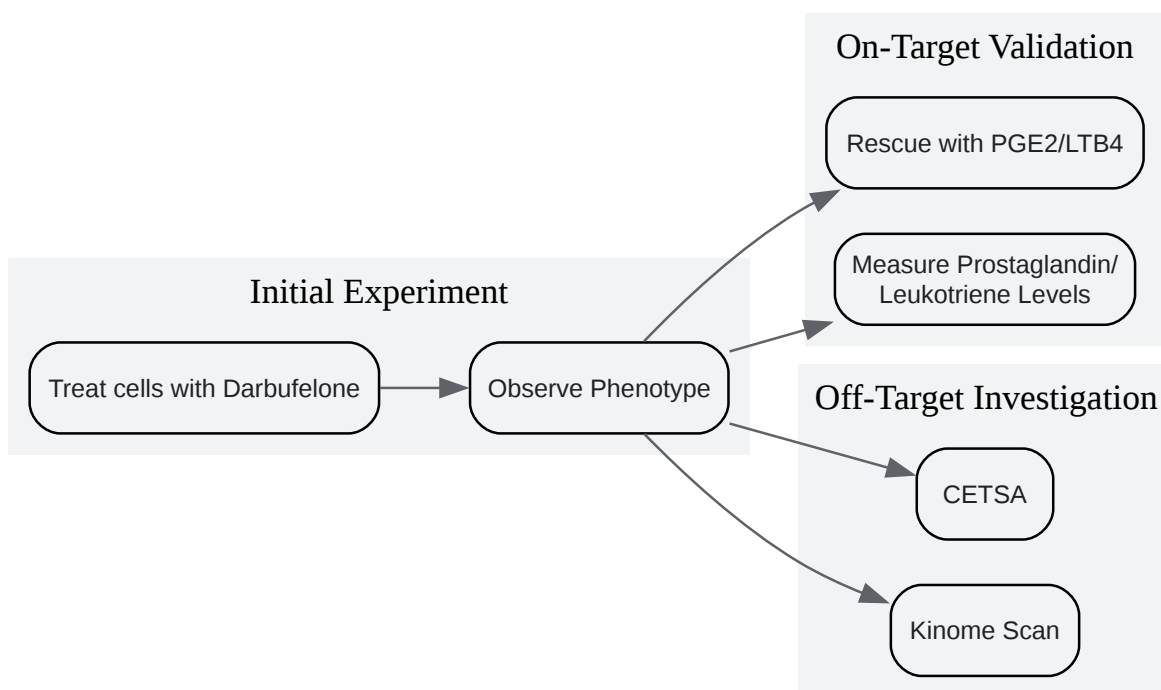 Initial Experiment
Treat cells with Darbufelone
Observe Phenotype
On-Target Validation
Rescue with PGE2/LTB4
Measure Prostaglandin/
Leukotriene Levels
Off-Target Investigation
CETSA
Kinome Scan